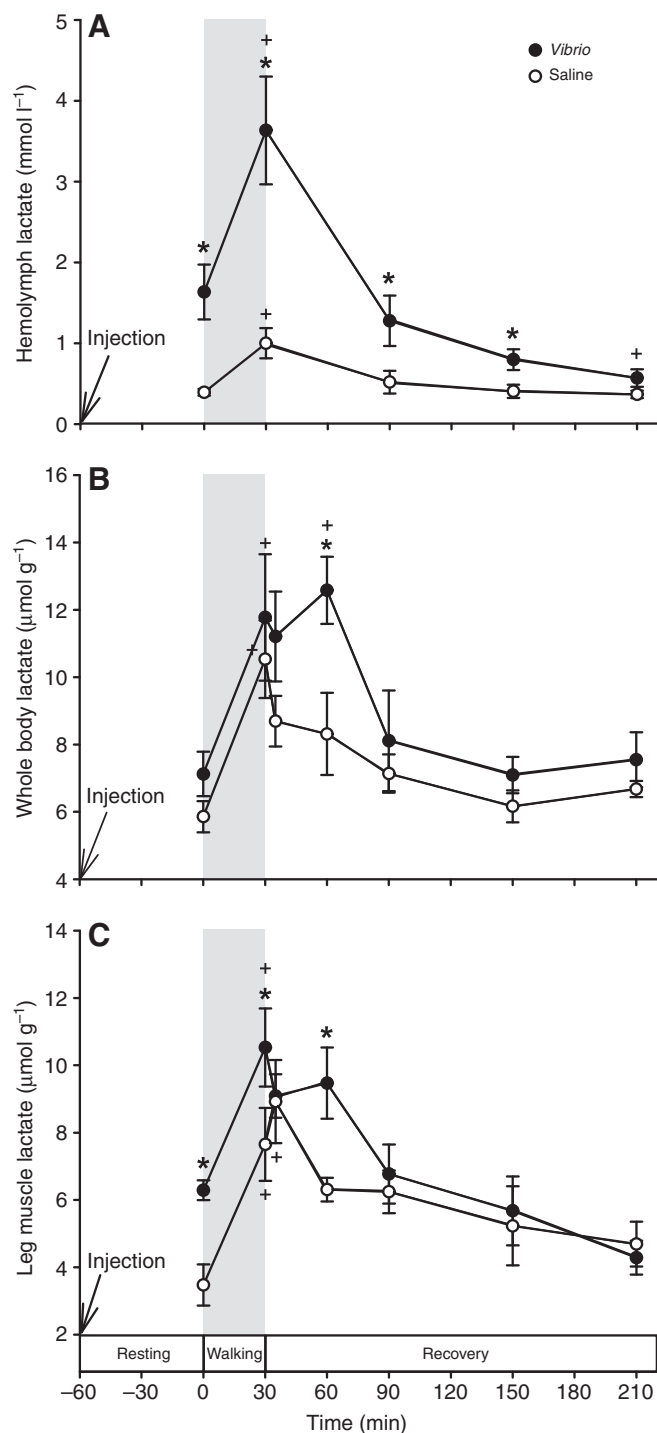 A
5
4
3
2
1
0
Hemolymph lactate (mmol l⁻¹)
Vibrio
Saline
+
*
*
+
*
*
+
Injection
B
16
14
12
10
8
6
4
Whole body lactate (μmol g⁻¹)
+
+
*
+
Injection
C
14
12
10
8
6
4
2
Leg muscle lactate (μmol g⁻¹)
+
*
*
*
+
+
Injection
Resting Walking Recovery
–60 –30 0 30 60 90 120 150 180 210
Time (min)